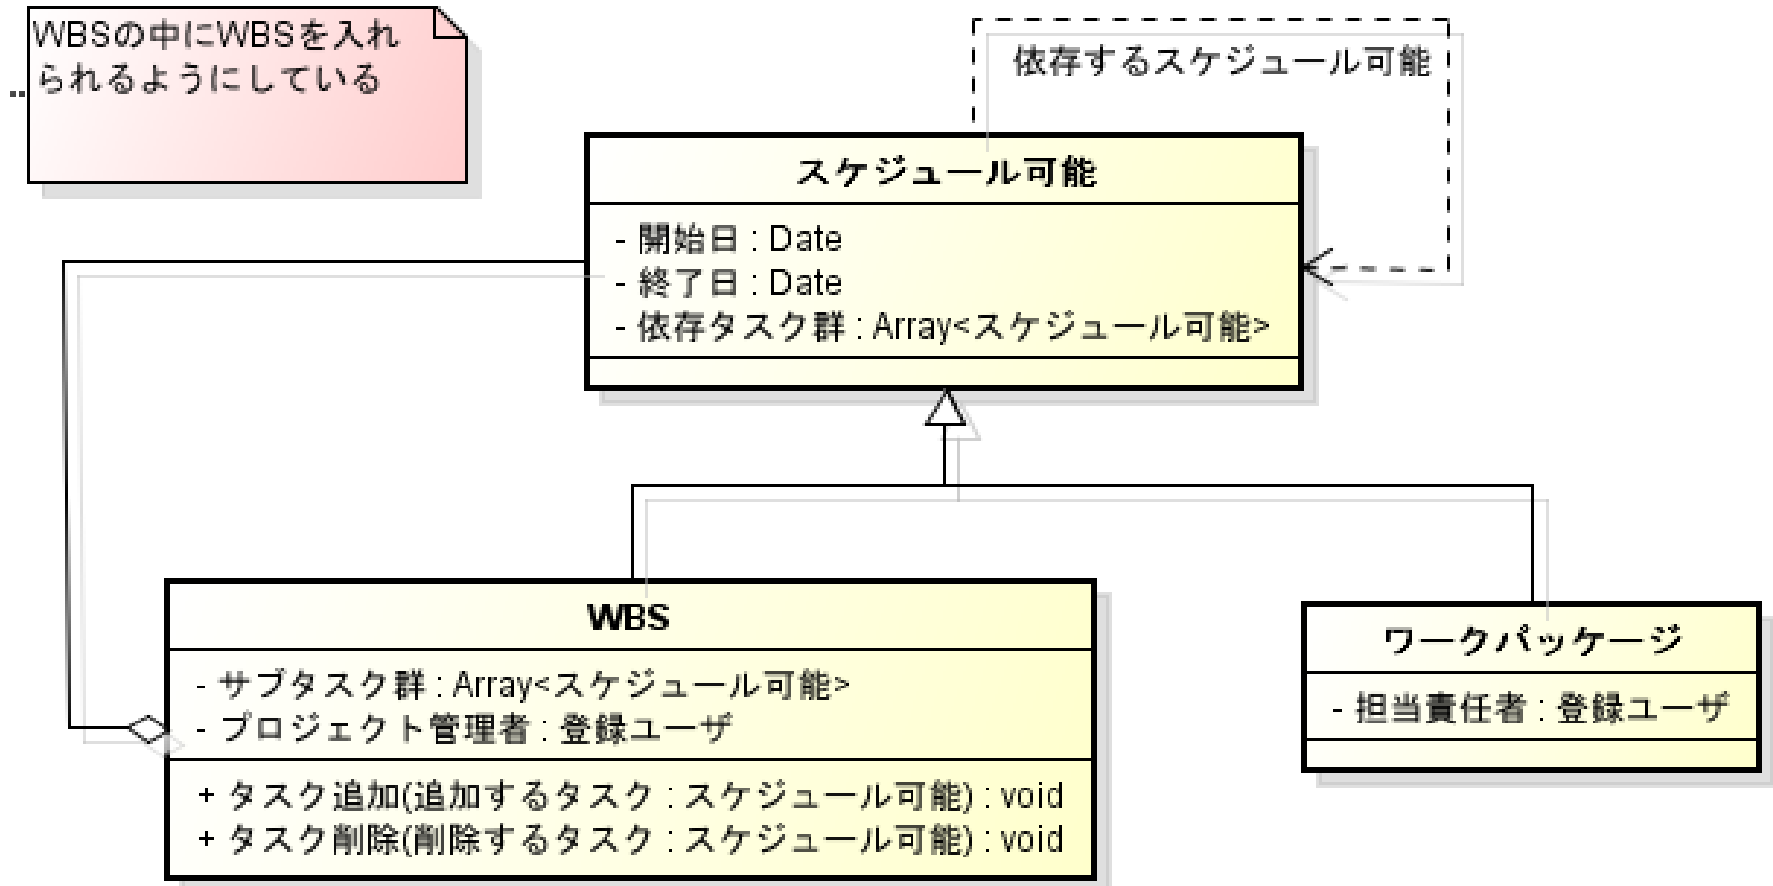 WBSの中にWBSを入れ
られるようにしている
依存するスケジュール可能
スケジュール可能
- 開始日 : Date
- 終了日 : Date
- 依存タスク群 : Array<スケジュール可能>
WBS
- サブタスク群 : Array<スケジュール可能>
- プロジェクト管理者 : 登録ユーザ
+ タスク追加(追加するタスク : スケジュール可能) : void
+ タスク削除(削除するタスク : スケジュール可能) : void
ワークパッケージ
- 担当責任者 : 登録ユーザ